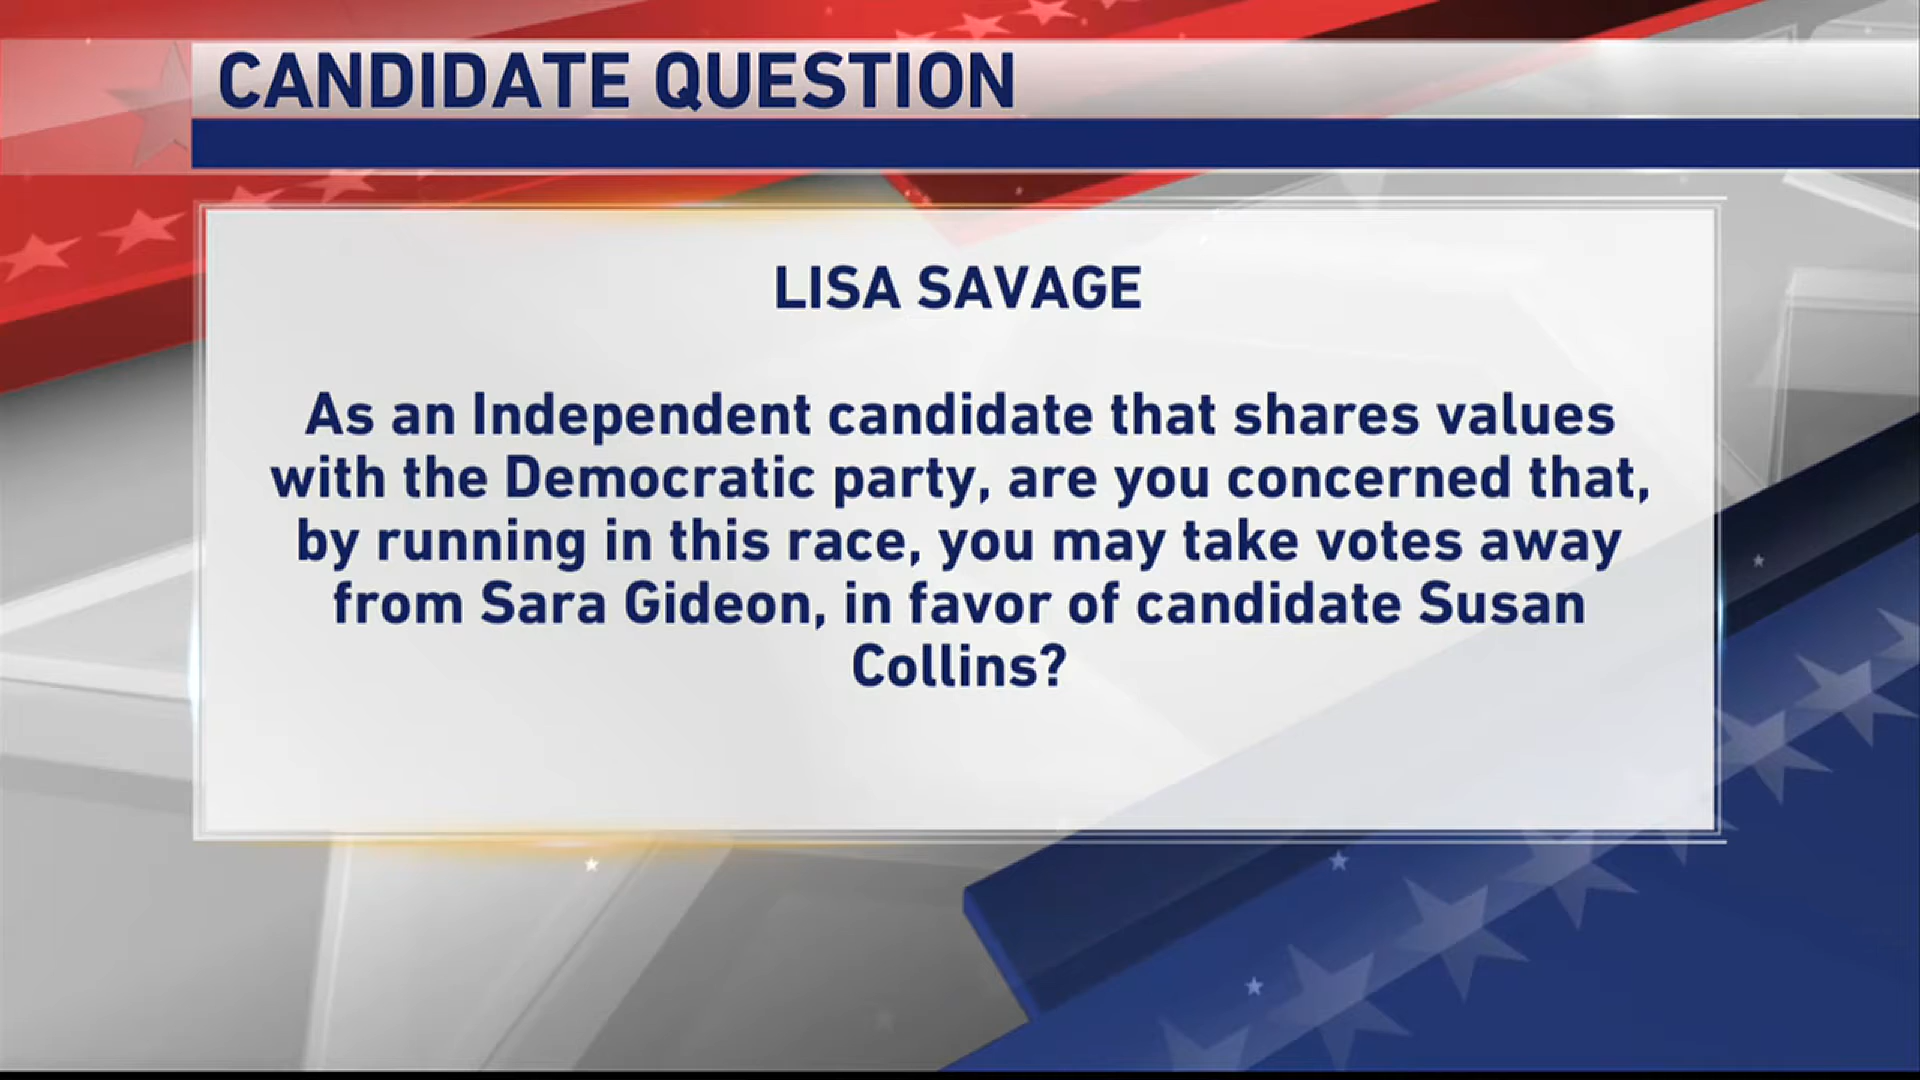 CANDIDATE QUESTION
LISA SAVAGE
As an Independent candidate that shares values
with the Democratic party, are you concerned that,
by running in this race, you may take votes away
from Sara Gideon, in favor of candidate Susan
Collins?